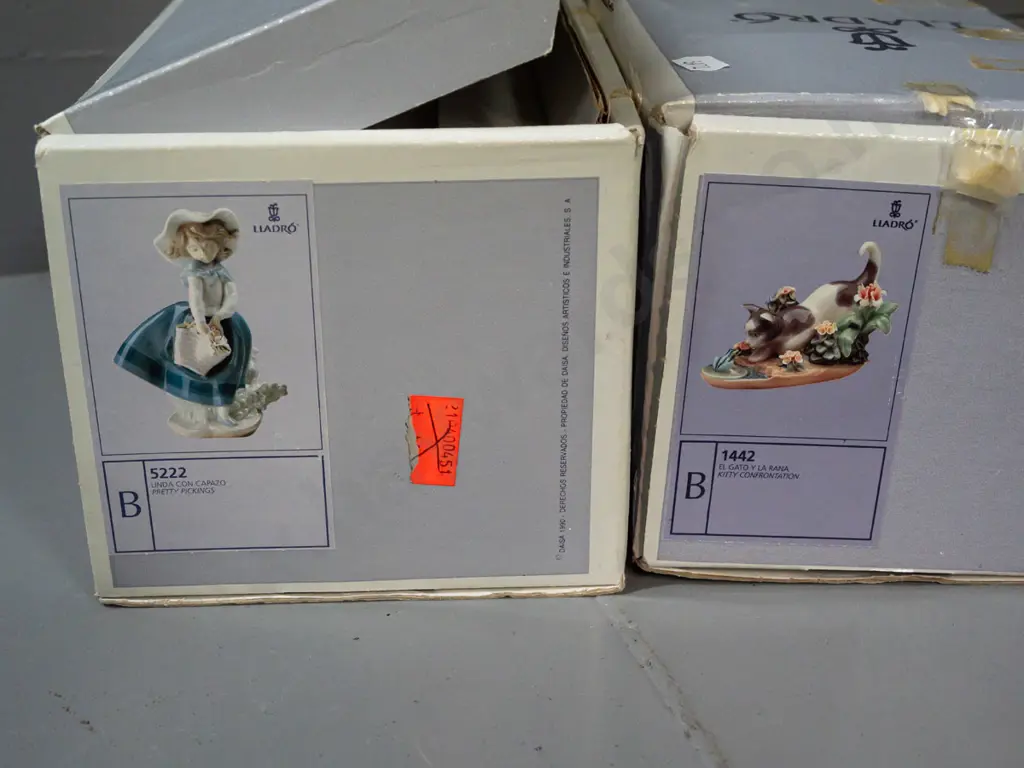 LLADRÓ
5222
LINDA CON CAPAZO
PRETTY PICKINGS
B
© DAISA 1990 - DERECHOS RESERVADOS - PROPIEDAD DE DAISA. DISEÑOS ARTISTICOS E INDUSTRIALES, S. A.
LLADRÓ
LLADRÓ
1442
EL GATO Y LA RANA
KITTY CONFRONTATION
B